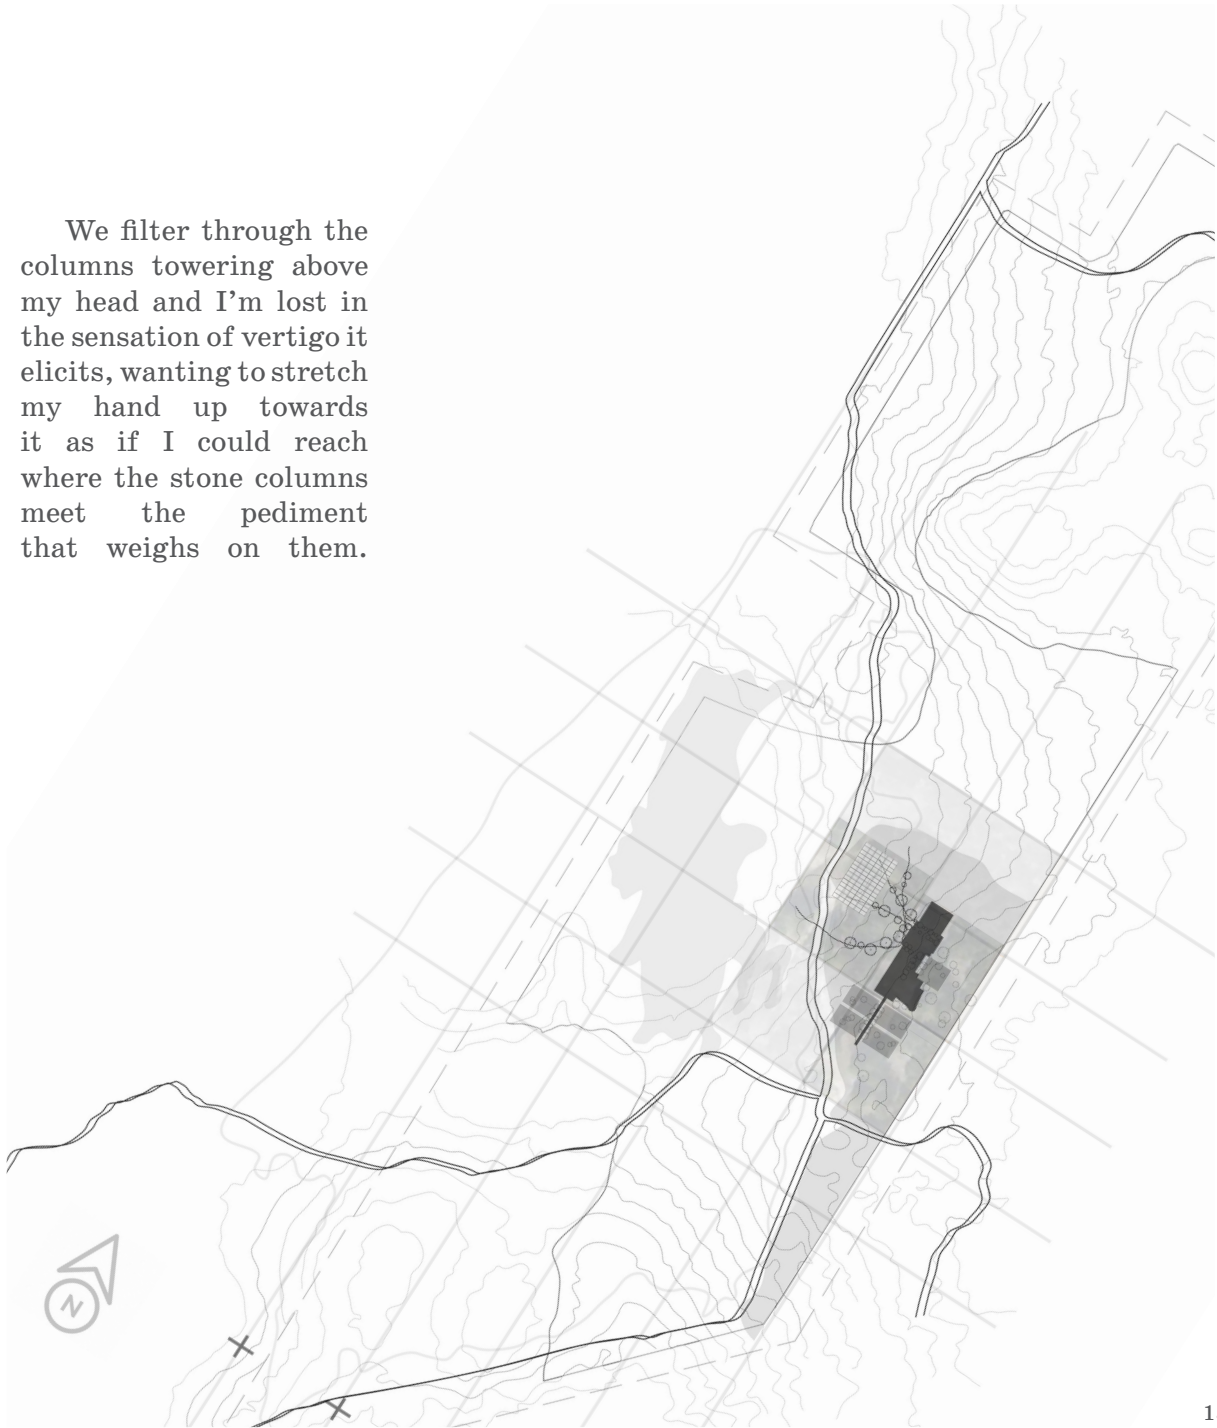 We filter through the
columns towering above
my head and I’m lost in
the sensation of vertigo it
elicits, wanting to stretch
my hand up towards
it as if I could reach
where the stone columns
meet the pediment
that weighs on them.
N
1